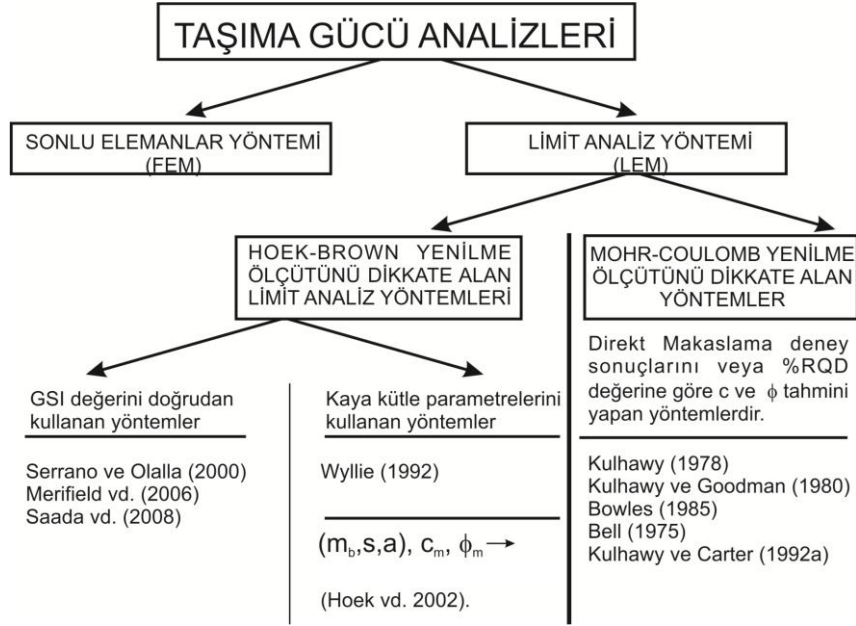 TAŞIMA GÜCÜ ANALİZLERİ
SONLU ELEMANLAR YÖNTEMİ
(FEM)
LİMİT ANALİZ YÖNTEMİ
(LEM)
HOEK-BROWN YENİLME
ÖLÇÜTÜNÜ DİKKATE ALAN
LİMİT ANALİZ YÖNTEMLERİ
MOHR-COULOMB YENİLME
ÖLÇÜTÜNÜ DİKKATE ALAN
YÖNTEMLER
GSI değerini doğrudan
kullanan yöntemler
Serrano ve Olalla (2000)
Merifield vd. (2006)
Saada vd. (2008)
Kaya kütle parametrelerini
kullanan yöntemler
Wyllie (1992)
(m_b,s,a), c_m, ϕ_m →
(Hoek vd. 2002).
Direkt Makaslama deney
sonuçlarını veya %RQD
değerine göre c ve ϕ tahmini
yapan yöntemlerdir.
Kulhawy (1978)
Kulhawy ve Goodman (1980)
Bowles (1985)
Bell (1975)
Kulhawy ve Carter (1992a)